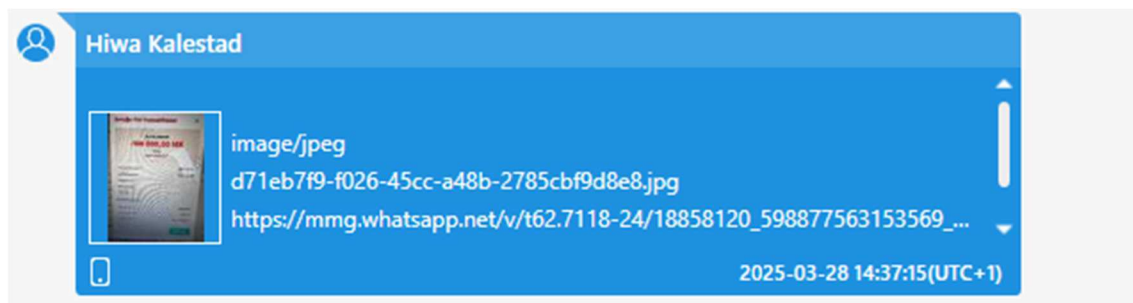 Hiwa Kalestad
image/jpeg
d71eb7f9-f026-45cc-a48b-2785cbf9d8e8.jpg
https://mmg.whatsapp.net/v/t62.7118-24/18858120_598877563153569_...
2025-03-28 14:37:15(UTC+1)